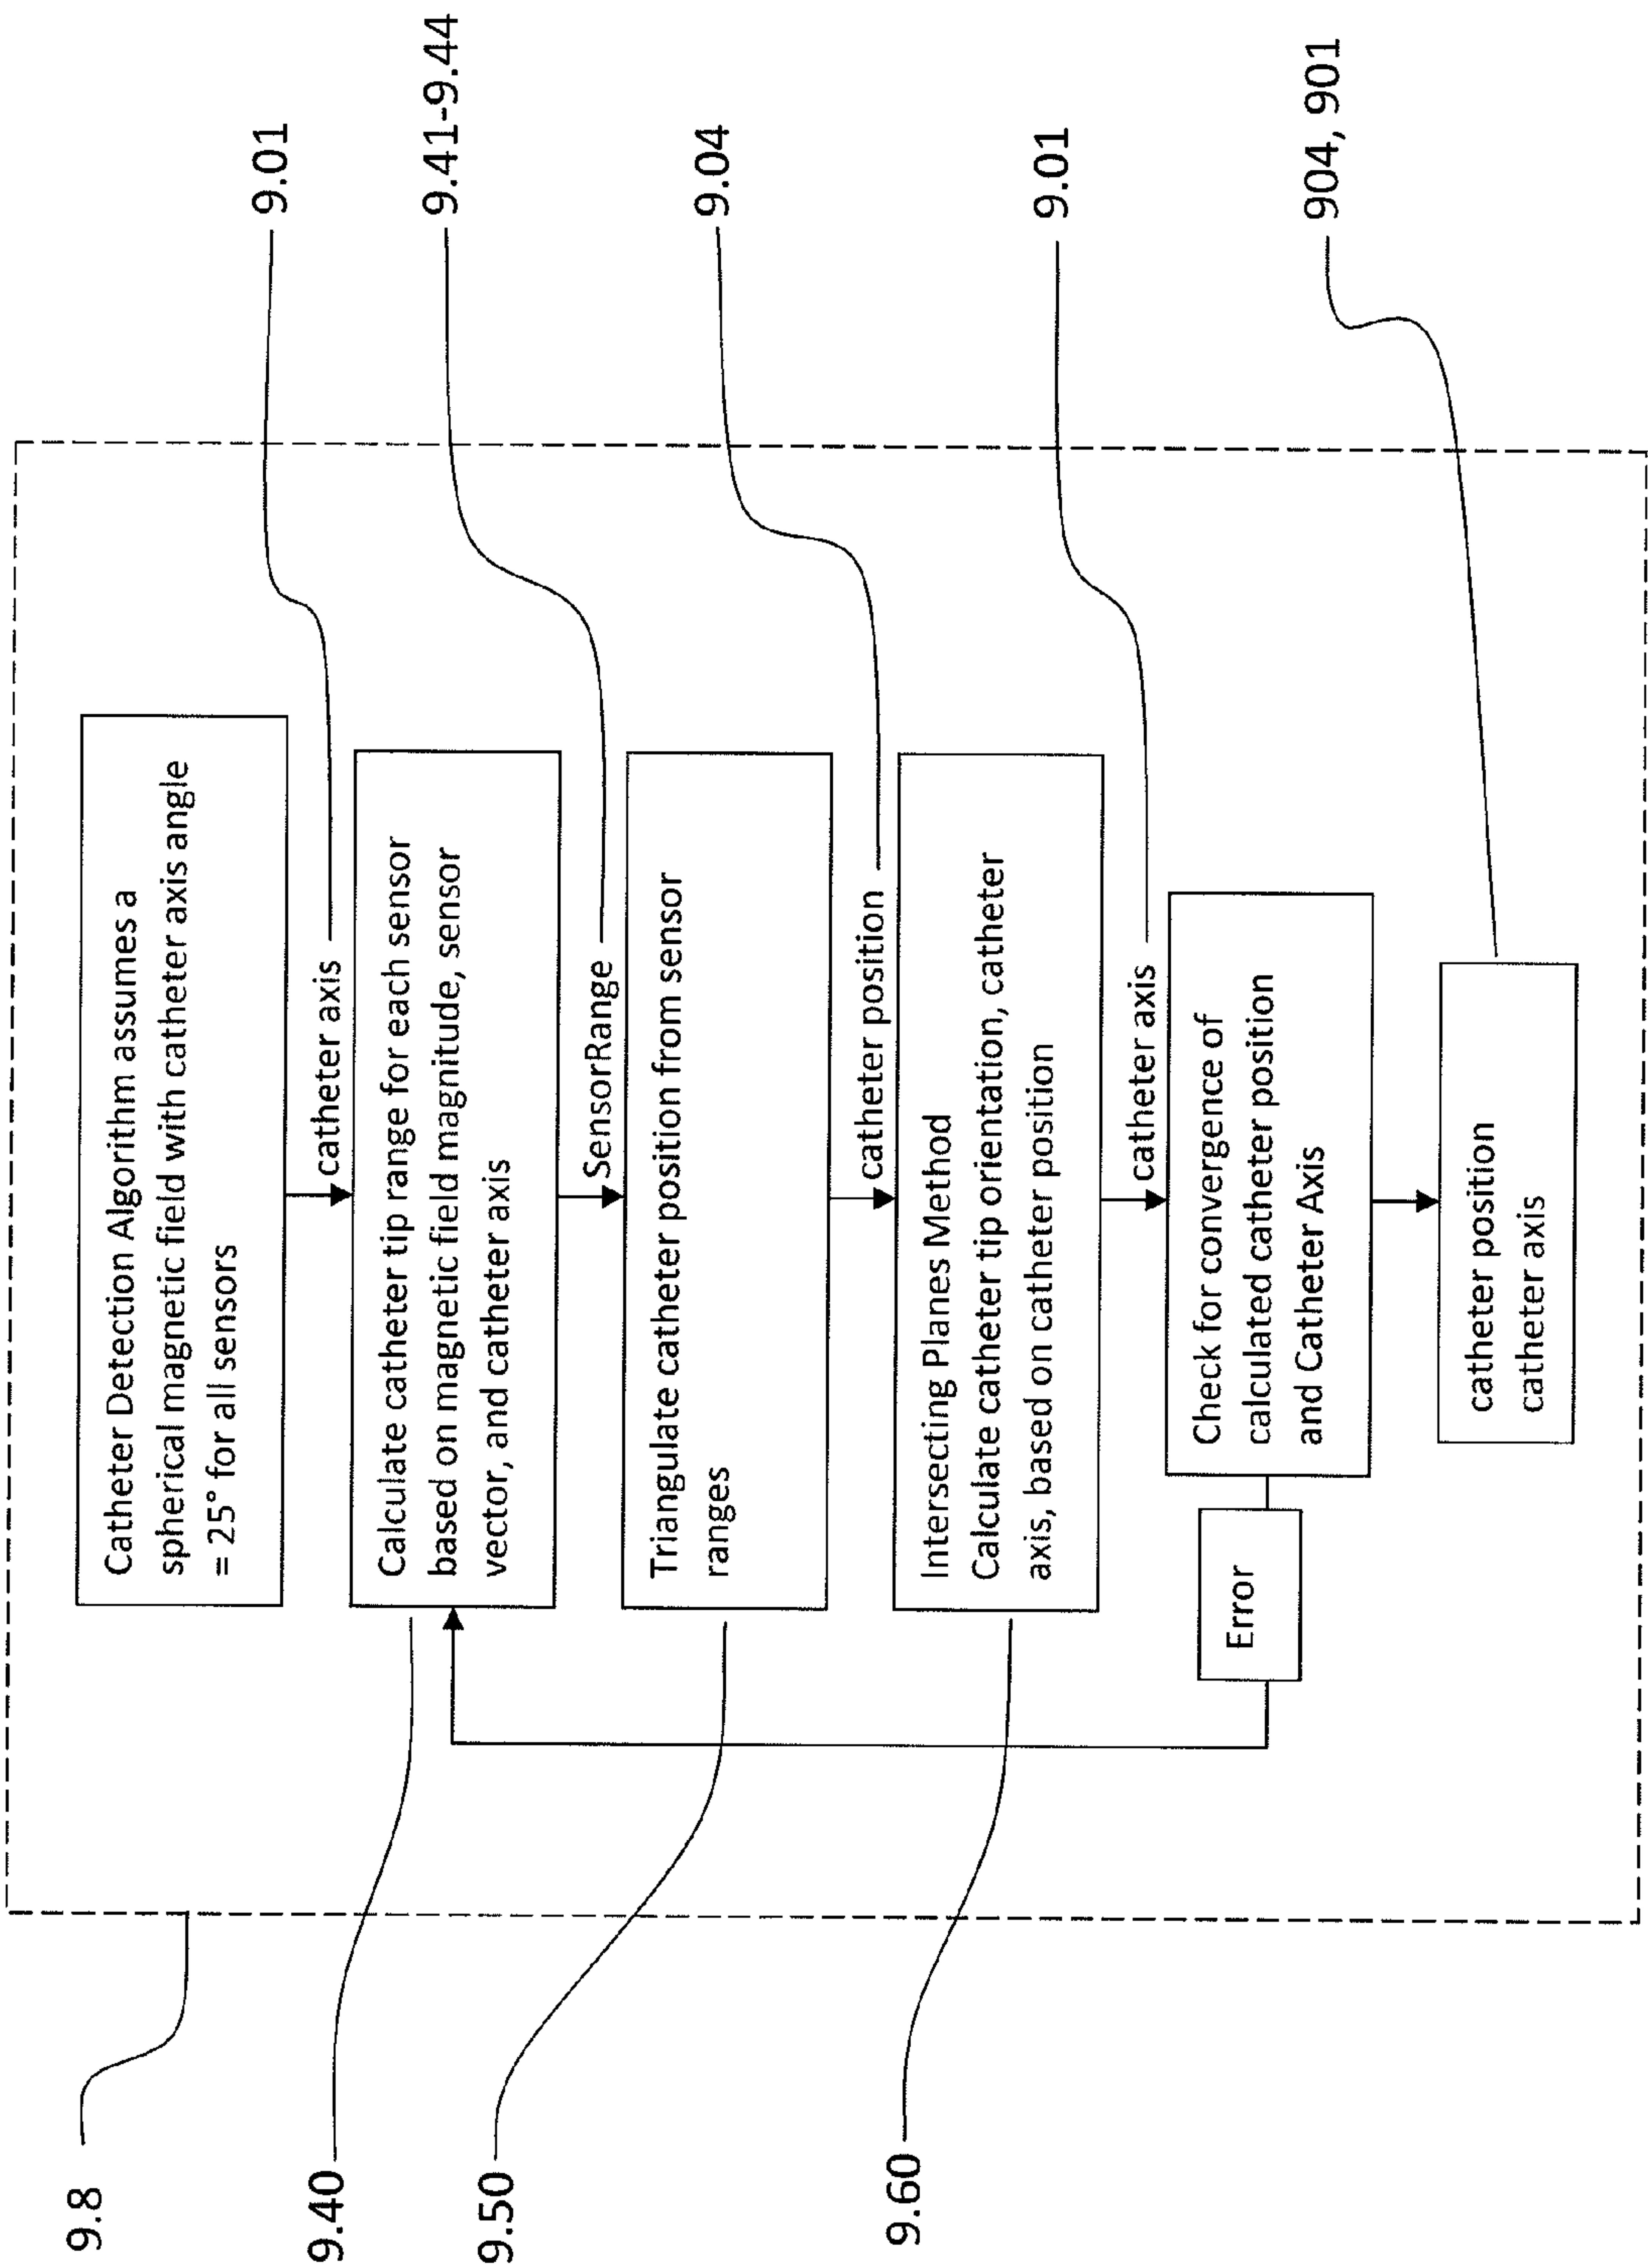 9.8
Catheter Detection Algorithm assumes a
spherical magnetic field with catheter axis angle
= 25° for all sensors
catheter axis
9.01
9.40
Calculate catheter tip range for each sensor
based on magnetic field magnitude, sensor
vector, and catheter axis
SensorRange
9.41-9.44
9.50
Triangulate catheter position from sensor
ranges
catheter position
9.04
9.60
Intersecting Planes Method
Calculate catheter tip orientation, catheter
axis, based on catheter position
catheter axis
9.01
Error
Check for convergence of
calculated catheter position
and Catheter Axis
catheter position
catheter axis
904, 901